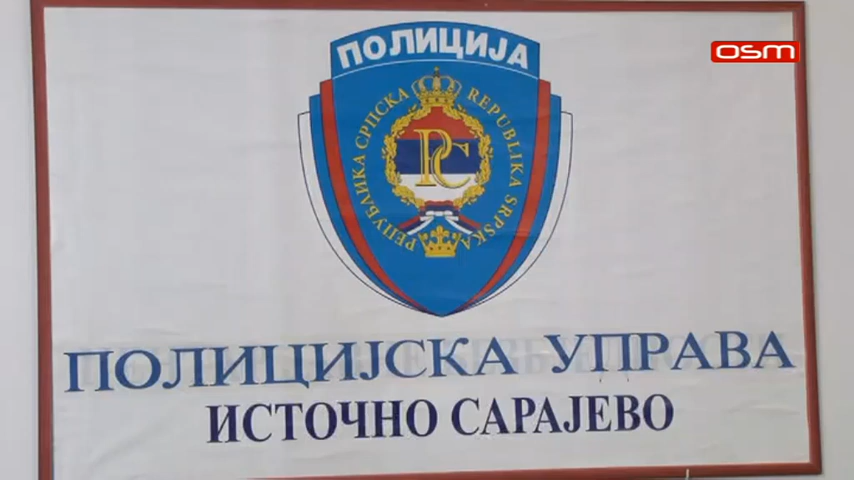 ПОЛИЦИЈА
osm
РЕПУБЛИКА СРПСКА
REPUBLIKA SRPSKA
РС
ПОЛИЦИЈСКА УПРАВА
ИСТОЧНО САРАЈЕВО